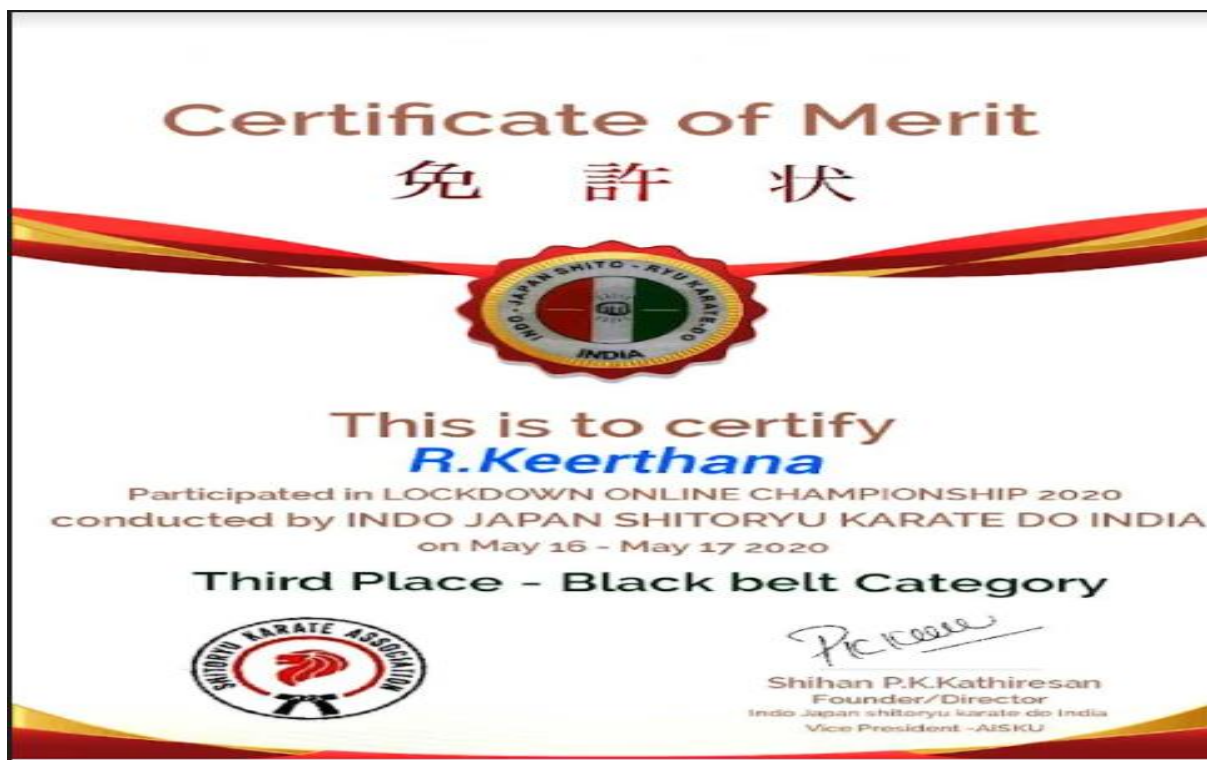 Certificate of Merit
免 許 状
INDO - JAPAN SHITO - RYU KARATE-DO
INDIA
This is to certify
R.Keerthana
Participated in LOCKDOWN ONLINE CHAMPIONSHIP 2020
conducted by INDO JAPAN SHITORYU KARATE DO INDIA
on May 16 - May 17 2020
Third Place - Black belt Category
SHITORYU KARATE ASSOCIATION
Shihan P.K.Kathiresan
Founder/Director
Indo Japan shitoryu karate do India
Vice President -AISKU